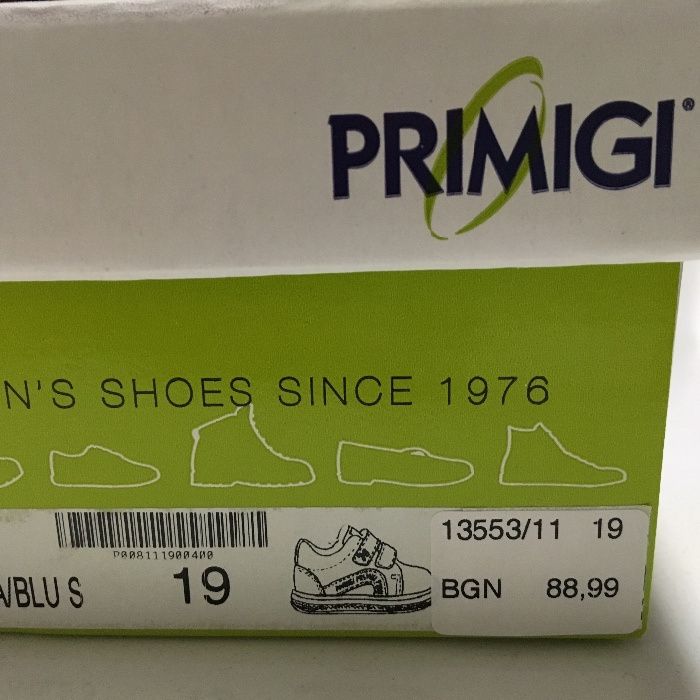 PRIMIGI®
N'S SHOES SINCE 1976
P008111900400
A/BLU S 19
13553/11 19
BGN 88,99